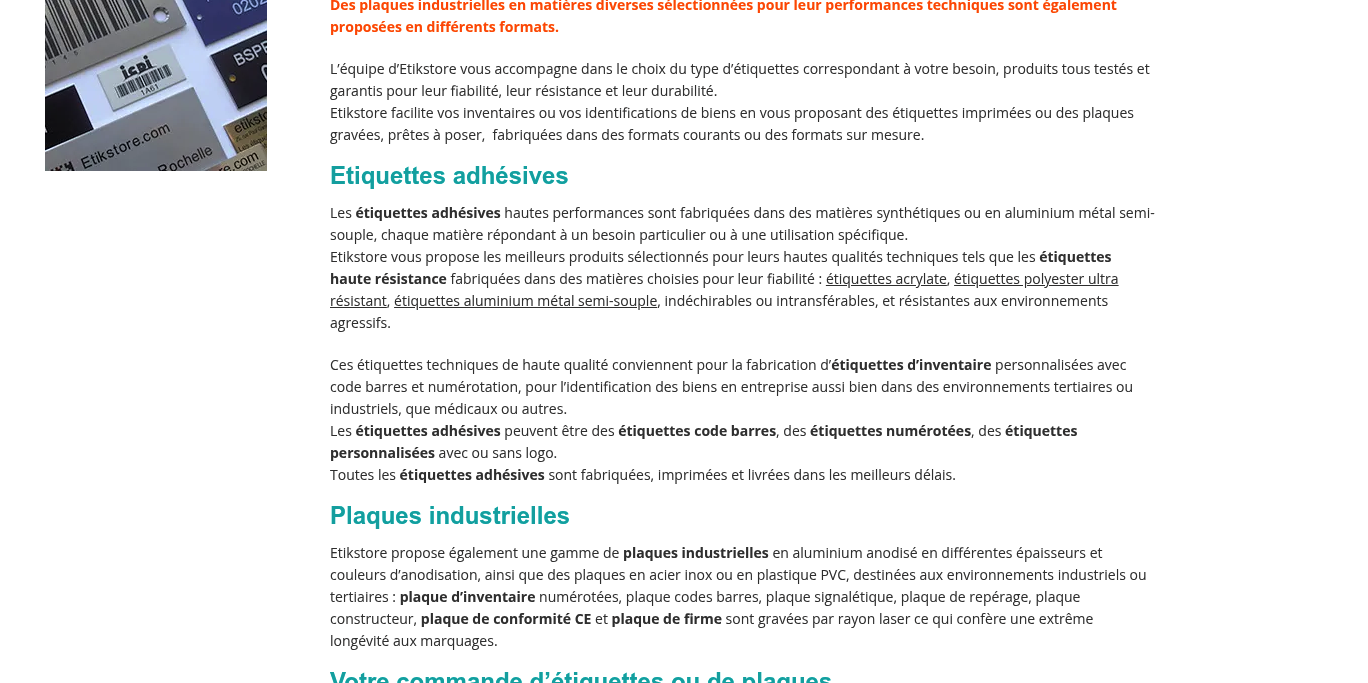 Des plaques industrielles en matières diverses sélectionnées pour leur performances techniques sont également
proposées en différents formats.
0202
145
BSPP
icpi
1A61
Etikstore.com
Rochelle
etikst
re.com
L’équipe d’Etikstore vous accompagne dans le choix du type d’étiquettes correspondant à votre besoin, produits tous testés et
garantis pour leur fiabilité, leur résistance et leur durabilité.
Etikstore facilite vos inventaires ou vos identifications de biens en vous proposant des étiquettes imprimées ou des plaques
gravées, prêtes à poser,  fabriquées dans des formats courants ou des formats sur mesure.
Etiquettes adhésives
Les étiquettes adhésives hautes performances sont fabriquées dans des matières synthétiques ou en aluminium métal semi-
souple, chaque matière répondant à un besoin particulier ou à une utilisation spécifique.
Etikstore vous propose les meilleurs produits sélectionnés pour leurs hautes qualités techniques tels que les étiquettes
haute résistance fabriquées dans des matières choisies pour leur fiabilité : étiquettes acrylate, étiquettes polyester ultra
résistant, étiquettes aluminium métal semi-souple, indéchirables ou intransférables, et résistantes aux environnements
agressifs.
Ces étiquettes techniques de haute qualité conviennent pour la fabrication d’étiquettes d’inventaire personnalisées avec
code barres et numérotation, pour l’identification des biens en entreprise aussi bien dans des environnements tertiaires ou
industriels, que médicaux ou autres.
Les étiquettes adhésives peuvent être des étiquettes code barres, des étiquettes numérotées, des étiquettes
personnalisées avec ou sans logo.
Toutes les étiquettes adhésives sont fabriquées, imprimées et livrées dans les meilleurs délais.
Plaques industrielles
Etikstore propose également une gamme de plaques industrielles en aluminium anodisé en différentes épaisseurs et
couleurs d’anodisation, ainsi que des plaques en acier inox ou en plastique PVC, destinées aux environnements industriels ou
tertiaires : plaque d’inventaire numérotées, plaque codes barres, plaque signalétique, plaque de repérage, plaque
constructeur, plaque de conformité CE et plaque de firme sont gravées par rayon laser ce qui confère une extrême
longévité aux marquages.
Votre commande d’étiquettes ou de plaques